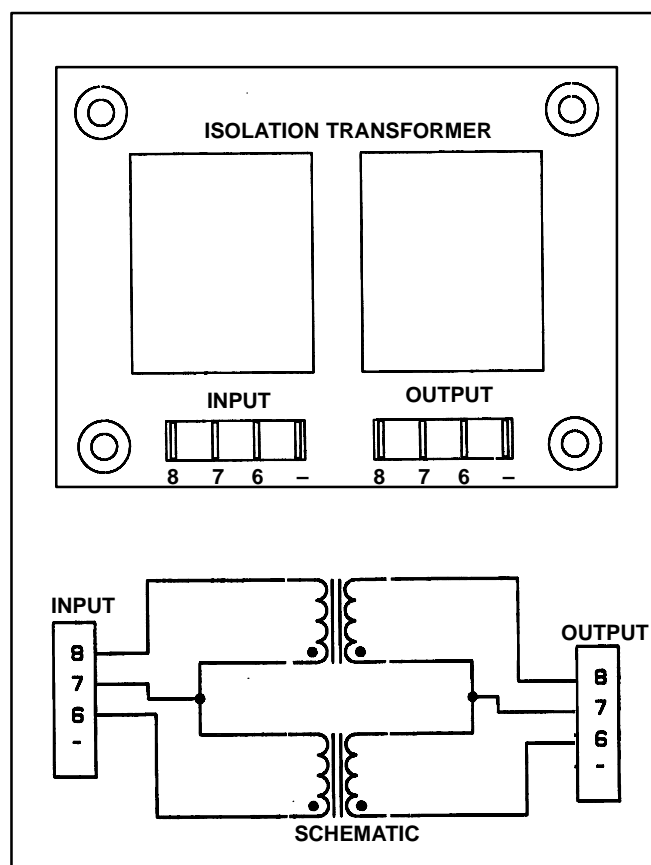 ISOLATION TRANSFORMER
INPUT OUTPUT
8 7 6 – 8 7 6 –
INPUT
8
7
6
-
OUTPUT
8
7
6
-
SCHEMATIC